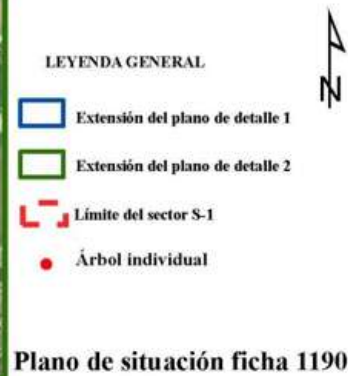 N
LEYENDA GENERAL
Extensión del plano de detalle 1
Extensión del plano de detalle 2
Límite del sector S-1
Árbol individual
Plano de situación ficha 1190